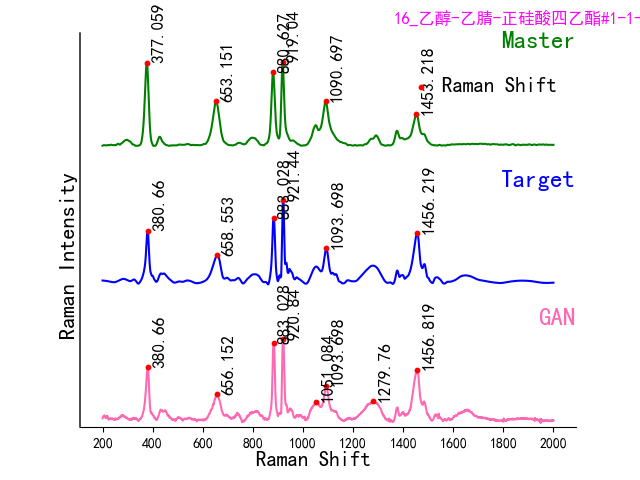 16_乙醇-乙腈-正硅酸四乙酯#1-1-
Master
377.059
653.151
880.627
919.04
1090.697
1453.218
Raman Shift
Target
380.66
658.553
883.028
921.44
1093.698
1456.219
GAN
380.66
656.152
883.028
920.84
1051.084
1093.698
1279.76
1456.819
Raman Intensity
200 400 600 800 1000 1200 1400 1600 1800 2000
Raman Shift